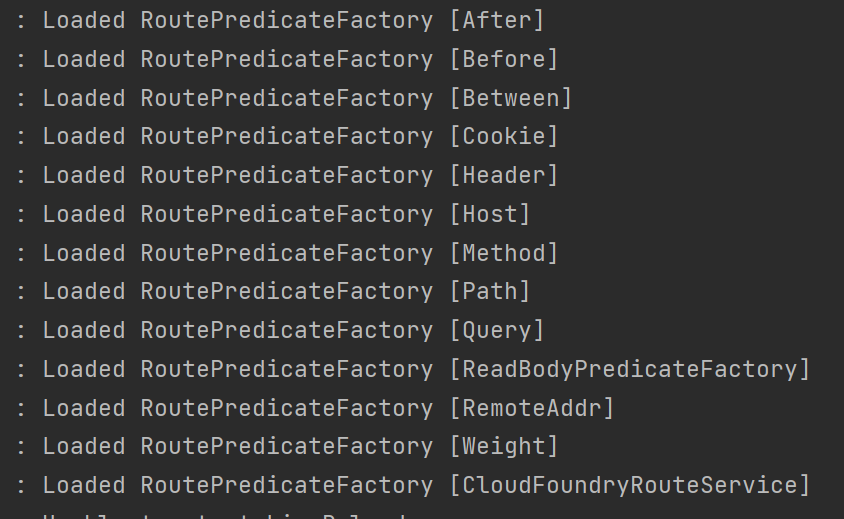 : Loaded RoutePredicateFactory [After]
: Loaded RoutePredicateFactory [Before]
: Loaded RoutePredicateFactory [Between]
: Loaded RoutePredicateFactory [Cookie]
: Loaded RoutePredicateFactory [Header]
: Loaded RoutePredicateFactory [Host]
: Loaded RoutePredicateFactory [Method]
: Loaded RoutePredicateFactory [Path]
: Loaded RoutePredicateFactory [Query]
: Loaded RoutePredicateFactory [ReadBodyPredicateFactory]
: Loaded RoutePredicateFactory [RemoteAddr]
: Loaded RoutePredicateFactory [Weight]
: Loaded RoutePredicateFactory [CloudFoundryRouteService]